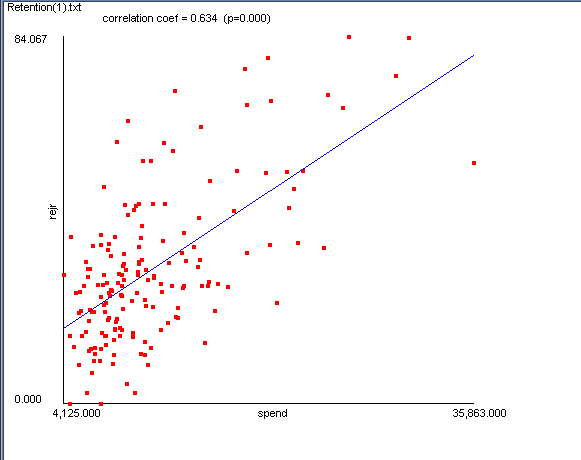 Retention(1).txt
correlation coef = 0.634 (p=0.000)
84.067
rejr
0.000
4,125.000 spend 35,863.000